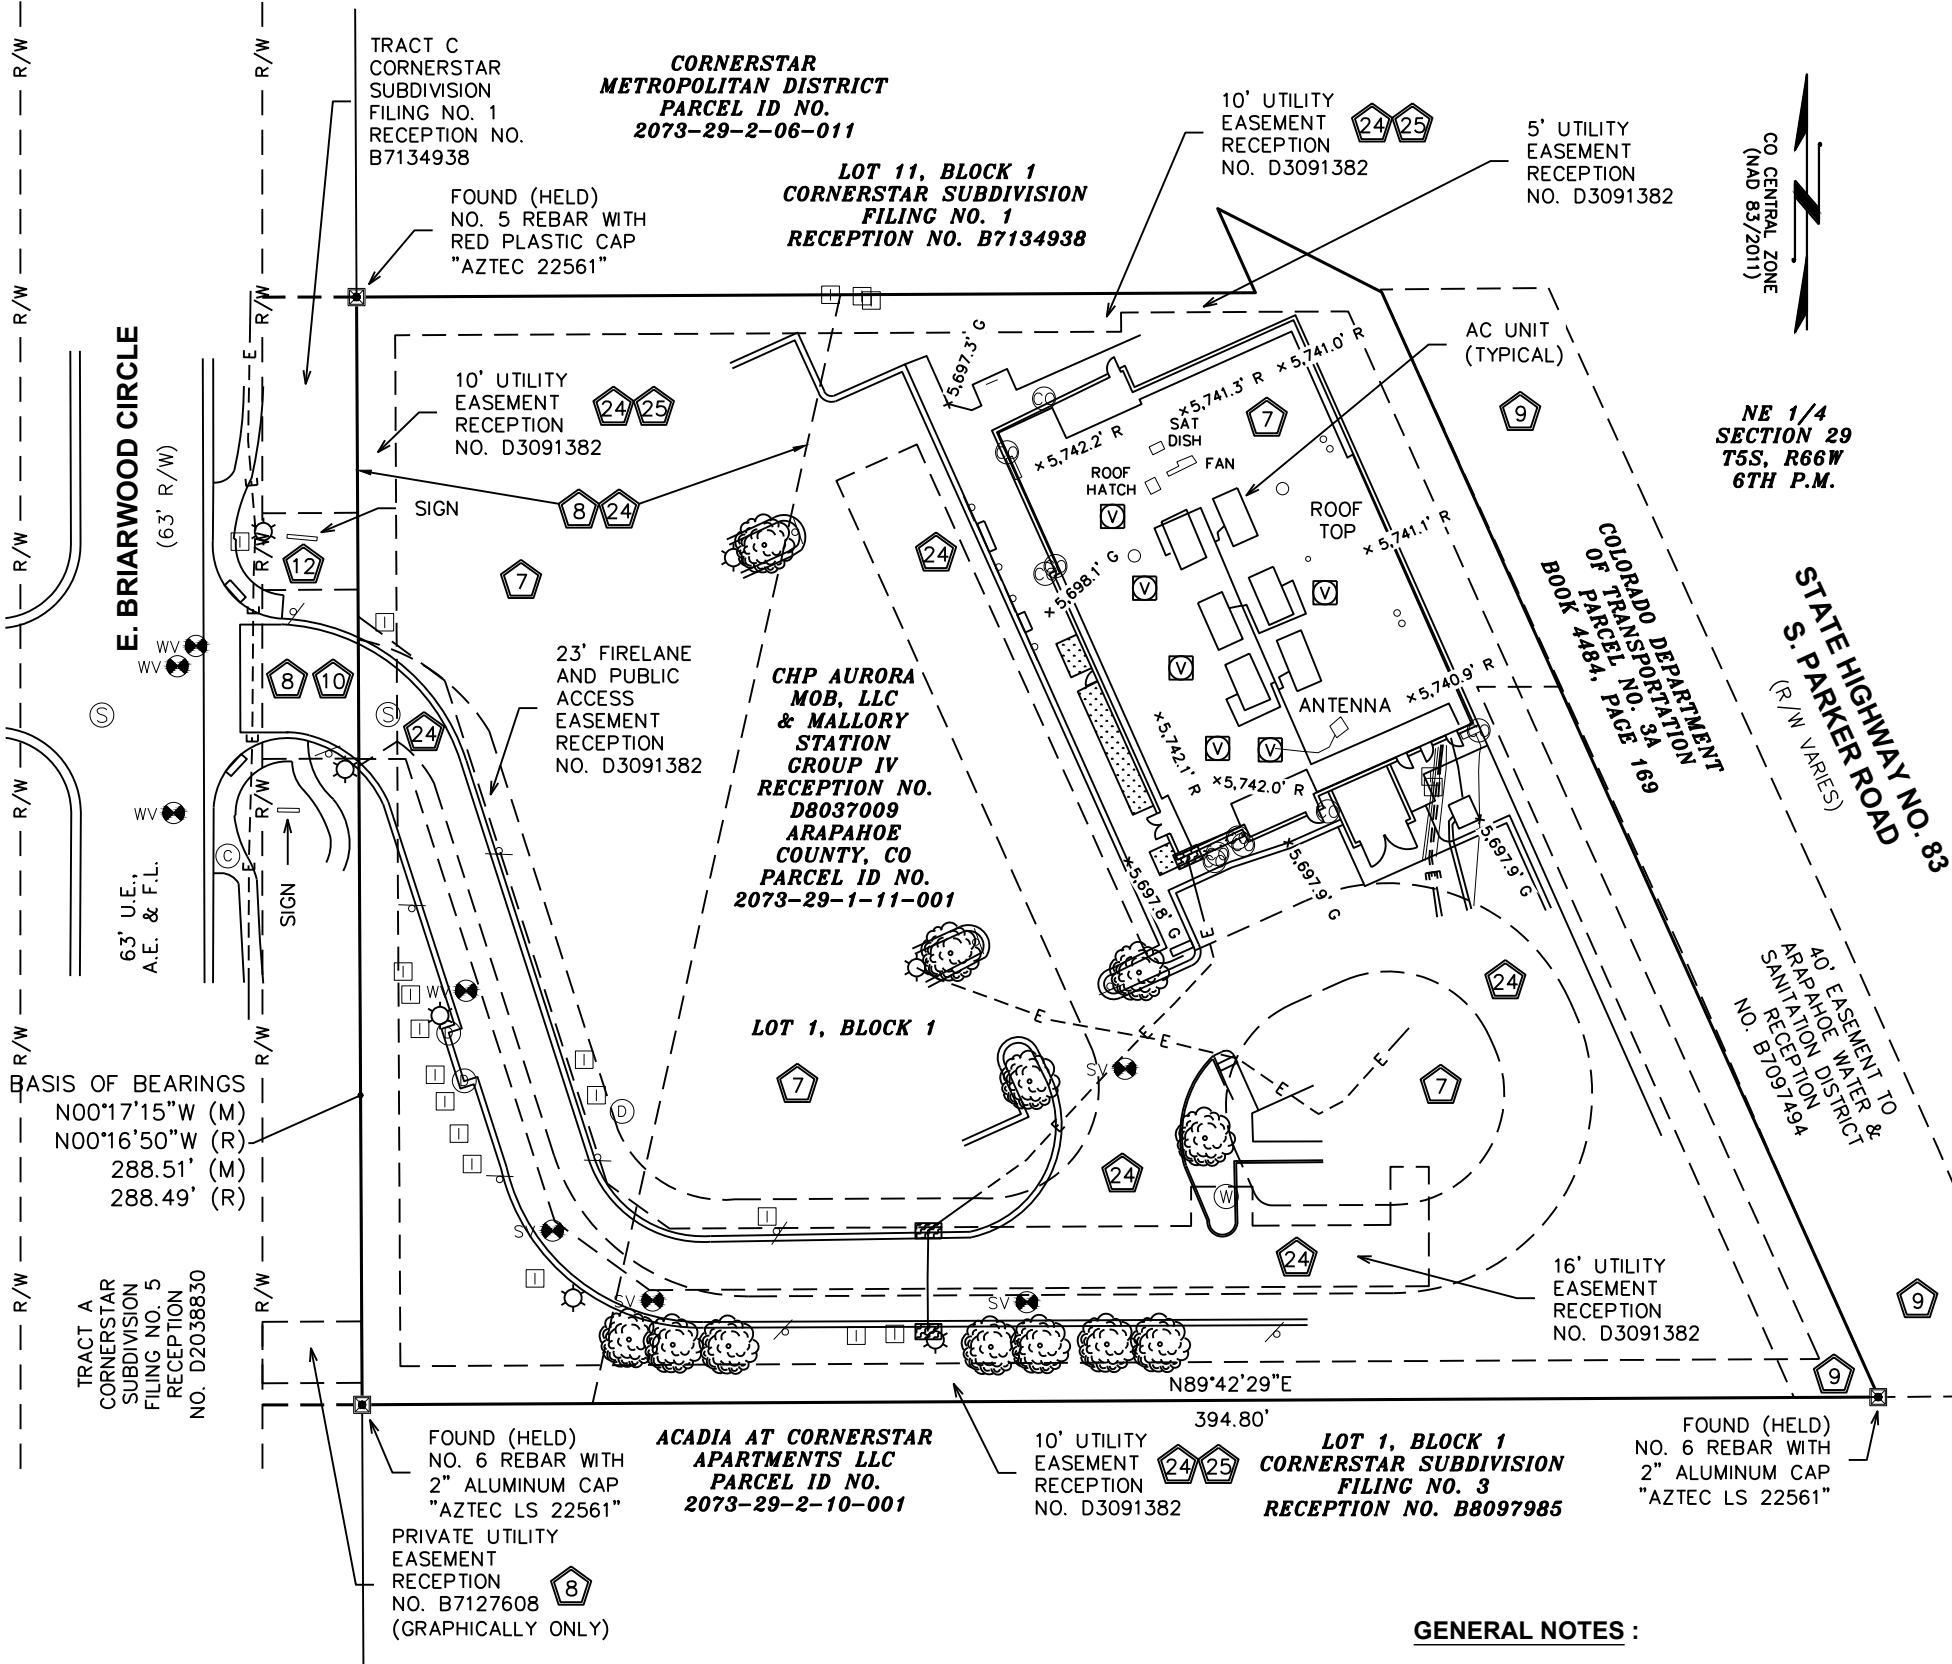 R/W
R/W
TRACT C
CORNERSTAR
SUBDIVISION
FILING NO. 1
RECEPTION NO.
B7134938
CORNERSTAR
METROPOLITAN DISTRICT
PARCEL ID NO.
2073-29-2-06-011
LOT 11, BLOCK 1
CORNERSTAR SUBDIVISION
FILING NO. 1
RECEPTION NO. B7134938
FOUND (HELD)
NO. 5 REBAR WITH
RED PLASTIC CAP
"AZTEC 22561"
10' UTILITY
EASEMENT
RECEPTION
NO. D3091382
24 25
5' UTILITY
EASEMENT
RECEPTION
NO. D3091382
CO CENTRAL ZONE
(NAD 83/2011)
R/W
R/W
E. BRIARWOOD CIRCLE
(63' R/W)
E
10' UTILITY
EASEMENT
RECEPTION
NO. D3091382
24 25
8 24
SIGN
12
7
×5,697.3' G
CO
CO
×5,742.2' R
×5,741.3' R
×5,741.0' R
SAT
DISH
FAN
ROOF
HATCH
7
AC UNIT
(TYPICAL)
9
NE 1/4
SECTION 29
T5S, R66W
6TH P.M.
ROOF
TOP
×5,741.1' R
24
V
×5,698.1' G
V
V
V
V
V
ANTENNA
×5,740.9' R
×5,742.1' R
×5,742.0' R
COLORADO DEPARTMENT
OF TRANSPORTATION
PARCEL NO. 3A
BOOK 4484, PAGE 169
STATE HIGHWAY NO. 83
S. PARKER ROAD
(R/W VARIES)
R/W
R/W
I
I
E
WV
WV
S
8 10
S
24
R/W
R/W
WV
E
C
E
SIGN
63' U.E.,
A.E. & F.L.
23' FIRELANE
AND PUBLIC
ACCESS
EASEMENT
RECEPTION
NO. D3091382
CHP AURORA
MOB, LLC
& MALLORY
STATION
GROUP IV
RECEPTION NO.
D8037009
ARAPAHOE
COUNTY, CO
PARCEL ID NO.
2073-29-1-11-001
×5,697.8' G
×5,697.9' G
×5,697.9' G
CO
CO
E
E
24
40' EASEMENT TO
ARAPAHOE WATER &
SANITATION DISTRICT
RECEPTION
NO. B7097494
WV
D
LOT 1, BLOCK 1
7
D
E
E
E
SV
E
E
E
7
24
W
R/W
R/W
BASIS OF BEARINGS
N00°17'15"W (M)
N00°16'50"W (R)
288.51' (M)
288.49' (R)
SV
SV
SV
24
16' UTILITY
EASEMENT
RECEPTION
NO. D3091382
9
9
R/W
R/W
TRACT A
CORNERSTAR
SUBDIVISION
FILING NO. 5
RECEPTION
NO. D2038830
N89°42'29"E
394.80'
FOUND (HELD)
NO. 6 REBAR WITH
2" ALUMINUM CAP
"AZTEC LS 22561"
ACADIA AT CORNERSTAR
APARTMENTS LLC
PARCEL ID NO.
2073-29-2-10-001
10' UTILITY
EASEMENT
RECEPTION
NO. D3091382
24 25
LOT 1, BLOCK 1
CORNERSTAR SUBDIVISION
FILING NO. 3
RECEPTION NO. B8097985
FOUND (HELD)
NO. 6 REBAR WITH
2" ALUMINUM CAP
"AZTEC LS 22561"
PRIVATE UTILITY
EASEMENT
RECEPTION
NO. B7127608
(GRAPHICALLY ONLY)
8
GENERAL NOTES :